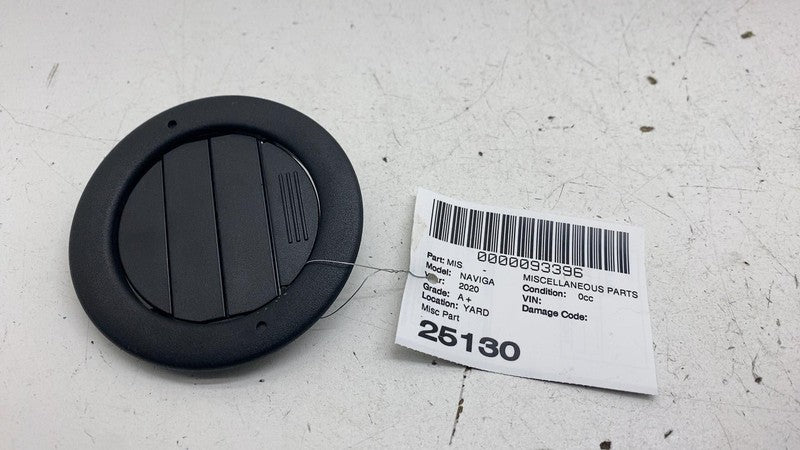 0000093396
Part: MIS - MISCELLANEOUS PARTS
Model: NAVIGA Condition: 0cc
2020 VIN:
Grade: A+ Damage Code:
Location: YARD
Misc Part
25130